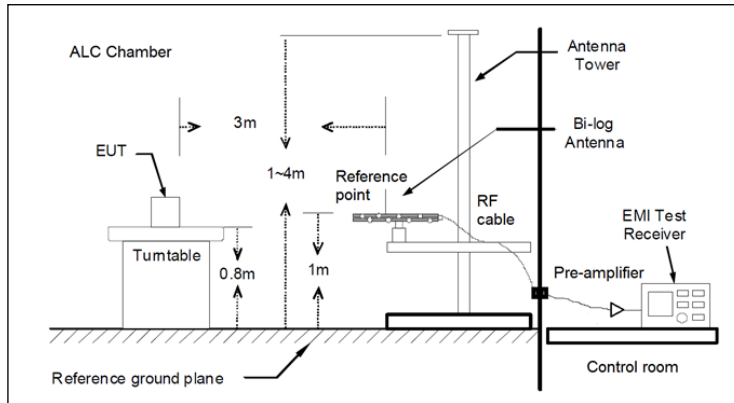 ALC Chamber
Antenna
Tower
3m
Bi-log
Antenna
EUT
1~4m
Reference
point
RF
cable
EMI Test
Receiver
Turntable
0.8m
1m
Pre-amplifier
Control room
Reference ground plane